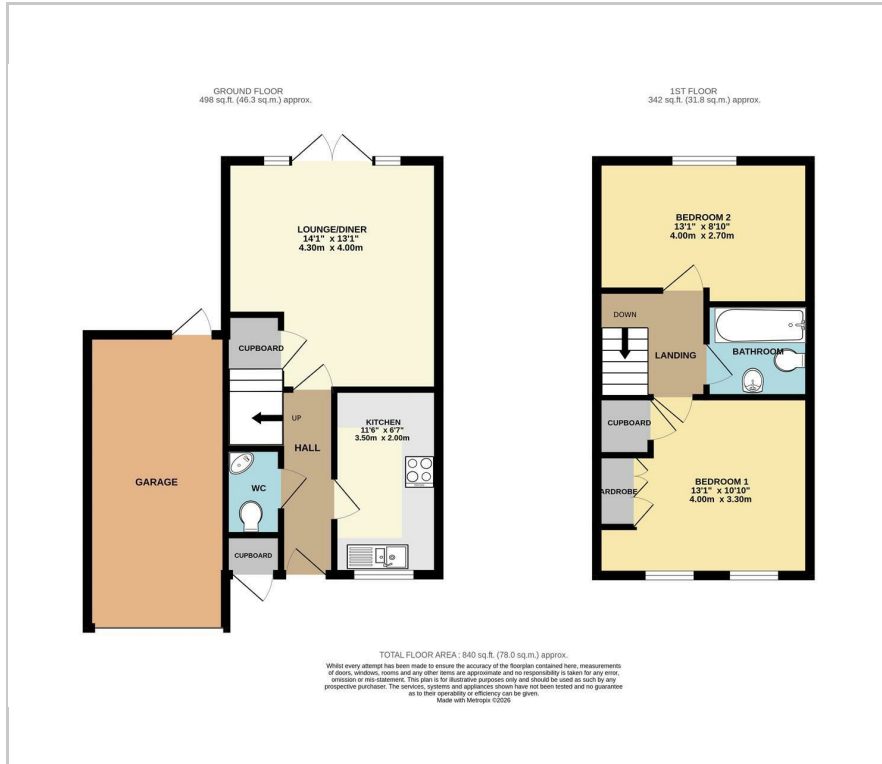 GROUND FLOOR
498 sq.ft. (46.3 sq.m.) approx.
LOUNGE/DINER
14'1" x 13'1"
4.30m x 4.00m
CUPBOARD
UP
HALL
KITCHEN
11'6" x 6'7"
3.50m x 2.00m
WC
CUPBOARD
GARAGE
1ST FLOOR
342 sq.ft. (31.8 sq.m.) approx.
BEDROOM 2
13'1" x 8'10"
4.00m x 2.70m
DOWN
LANDING
BATHROOM
CUPBOARD
ARDROBE
BEDROOM 1
13'1" x 10'10"
4.00m x 3.30m
TOTAL FLOOR AREA : 840 sq.ft. (78.0 sq.m.) approx.
Whilst every attempt has been made to ensure the accuracy of the floorplan contained here, measurements
of doors, windows, rooms and any other items are approximate and no responsibility is taken for any error,
omission or mis-statement. This plan is for illustrative purposes only and should be used as such by any
prospective purchaser. The services, systems and appliances shown have not been tested and no guarantee
as to their operability or efficiency can be given.
Made with Metropix ©2026